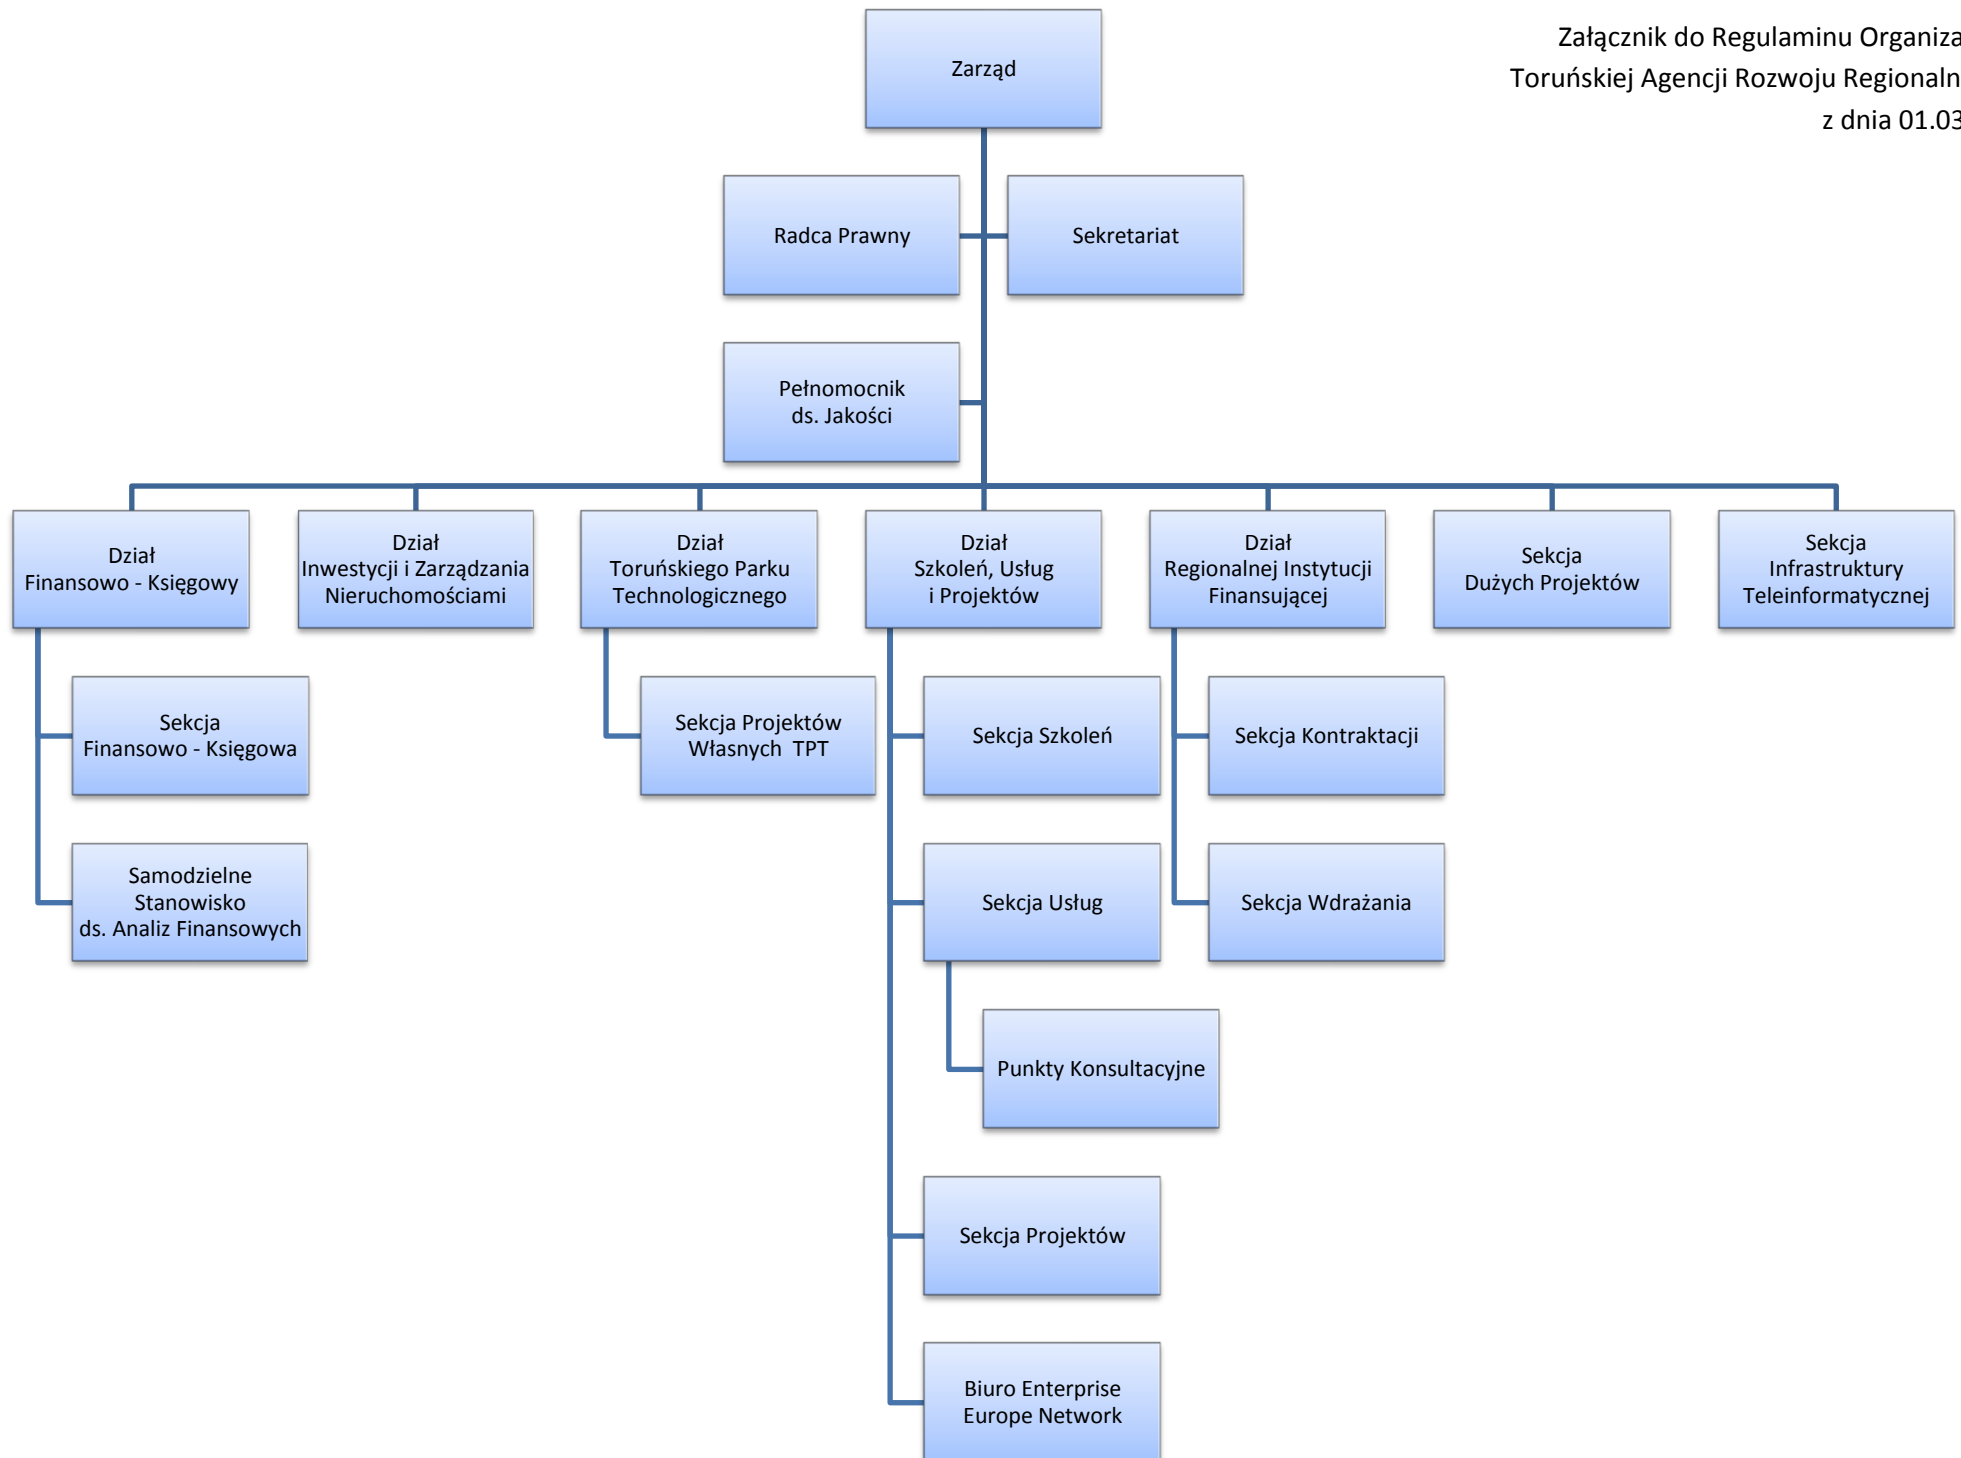 Załącznik do Regulaminu Organiza
Toruńskiej Agencji Rozwoju Regionaln
z dnia 01.03
Zarząd
Radca Prawny
Sekretariat
Pełnomocnik
ds. Jakości
Dział
Finansowo - Księgowy
Dział
Inwestycji i Zarządzania
Nieruchomościami
Dział
Toruńskiego Parku
Technologicznego
Dział
Szkoleń, Usług
i Projektów
Dział
Regionalnej Instytucji
Finansującej
Sekcja
Dużych Projektów
Sekcja
Infrastruktury
Teleinformatycznej
Sekcja
Finansowo - Księgowa
Sekcja Projektów
Własnych TPT
Sekcja Szkoleń
Sekcja Kontraktacji
Samodzielne
Stanowisko
ds. Analiz Finansowych
Sekcja Usług
Sekcja Wdrażania
Punkty Konsultacyjne
Sekcja Projektów
Biuro Enterprise
Europe Network